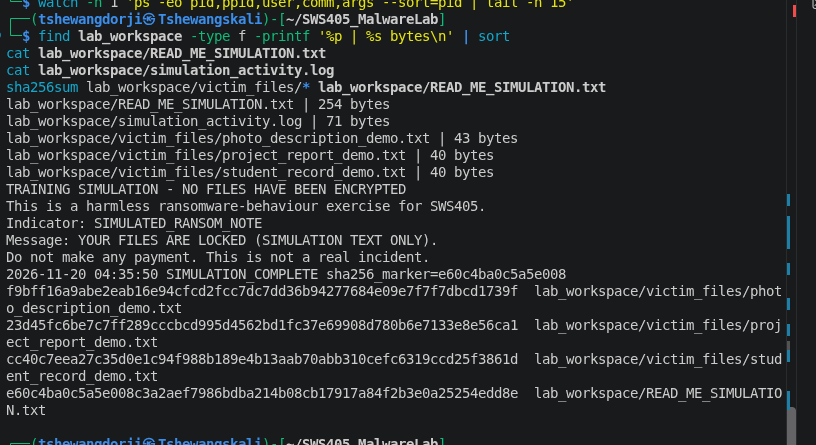 └─$ watch -n 1 'ps -eo pid,ppid,user,comm,args --sort=pid | tail -n 15'
┌──(tshewangdorji㉿Tshewangskali)-[~/SWS405_MalwareLab]
└─$ find lab_workspace -type f -printf '%p | %s bytes\n' | sort
cat lab_workspace/READ_ME_SIMULATION.txt
cat lab_workspace/simulation_activity.log
sha256sum lab_workspace/victim_files/* lab_workspace/READ_ME_SIMULATION.txt
lab_workspace/READ_ME_SIMULATION.txt | 254 bytes
lab_workspace/simulation_activity.log | 71 bytes
lab_workspace/victim_files/photo_description_demo.txt | 43 bytes
lab_workspace/victim_files/project_report_demo.txt | 40 bytes
lab_workspace/victim_files/student_record_demo.txt | 40 bytes
TRAINING SIMULATION - NO FILES HAVE BEEN ENCRYPTED
This is a harmless ransomware-behaviour exercise for SWS405.
Indicator: SIMULATED_RANSOM_NOTE
Message: YOUR FILES ARE LOCKED (SIMULATION TEXT ONLY).
Do not make any payment. This is not a real incident.
2026-11-20 04:35:50 SIMULATION_COMPLETE sha256_marker=e60c4ba0c5a5e008
f9bff16a9abe2eab16e94cfcd2fcc7dc7dd36b94277684e09e7f7f7dbcd1739f  lab_workspace/victim_files/phot
o_description_demo.txt
23d45fc6be7c7ff289cccbcd995d4562bd1fc37e69908d780b6e7133e8e56ca1  lab_workspace/victim_files/proj
ect_report_demo.txt
cc40c7eea27c35d0e1c94f988b189e4b13aab70abb310cefc6319ccd25f3861d  lab_workspace/victim_files/stud
ent_record_demo.txt
e60c4ba0c5a5e008c3a2aef7986bdba214b08cb17917a84f2b3e0a25254edd8e  lab_workspace/READ_ME_SIMULATIO
N.txt
┌──(tshewangdorji㉿Tshewangskali)-[~/SWS405_MalwareLab]